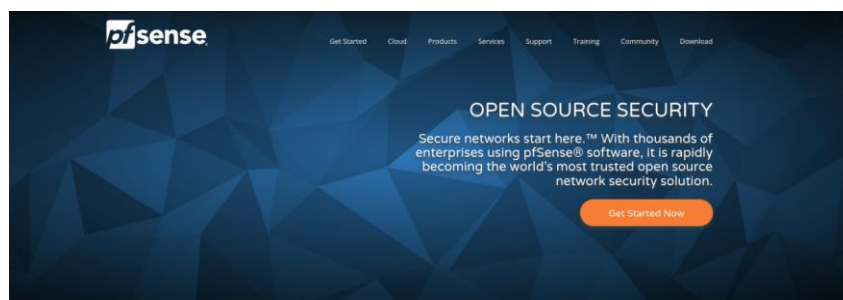 pfsense
Get Started Cloud Products Services Support Training Community Download
OPEN SOURCE SECURITY
Secure networks start here.™ With thousands of
enterprises using pfSense® software, it is rapidly
becoming the world's most trusted open source
network security solution.
Get Started Now